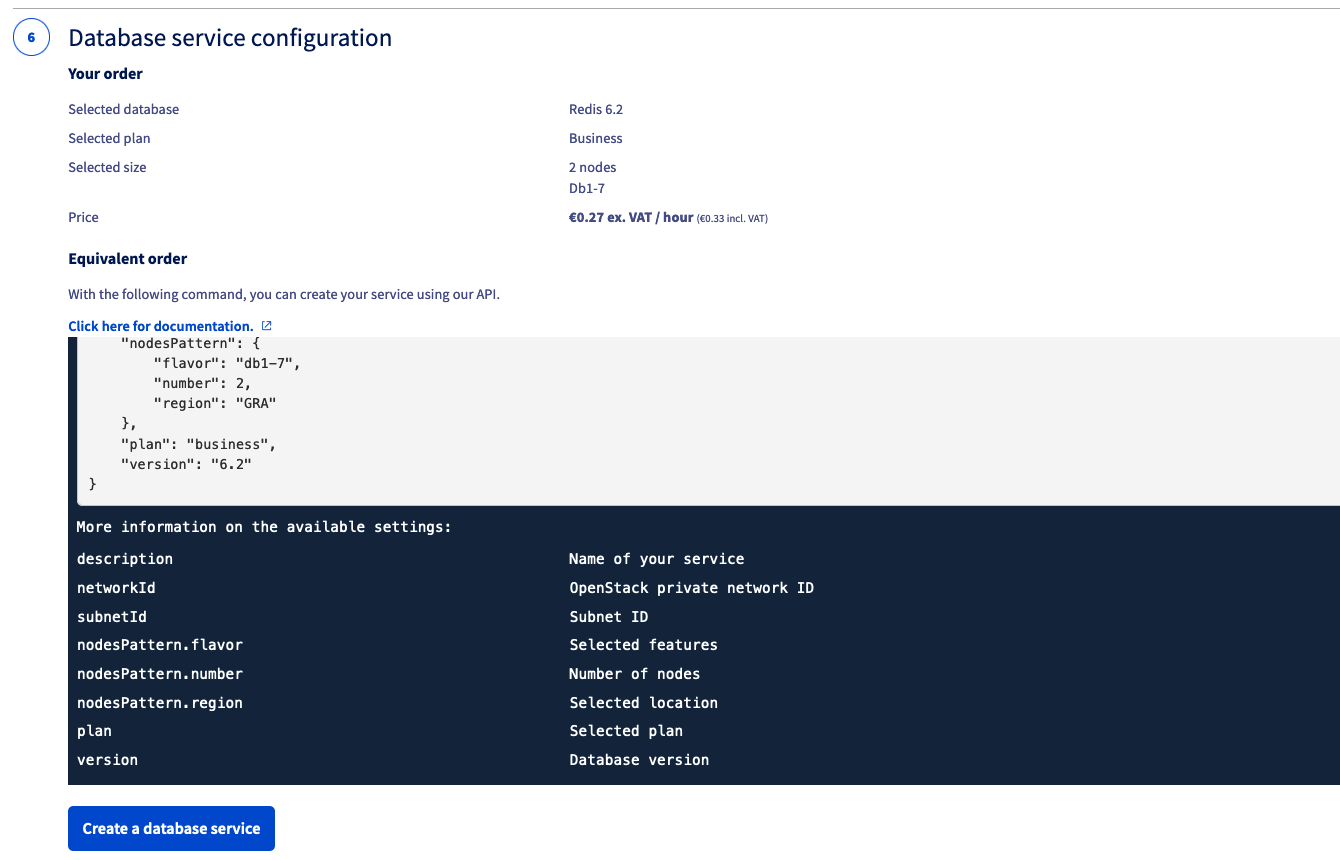 6
Database service configuration
Your order
Selected database Redis 6.2
Selected plan Business
Selected size 2 nodes
Db1-7
Price €0.27 ex. VAT / hour (€0.33 incl. VAT)
Equivalent order
With the following command, you can create your service using our API.
Click here for documentation.
"nodesPattern": {
"flavor": "db1-7",
"number": 2,
"region": "GRA"
},
"plan": "business",
"version": "6.2"
}
More information on the available settings:
description Name of your service
networkId OpenStack private network ID
subnetId Subnet ID
nodesPattern.flavor Selected features
nodesPattern.number Number of nodes
nodesPattern.region Selected location
plan Selected plan
version Database version
Create a database service